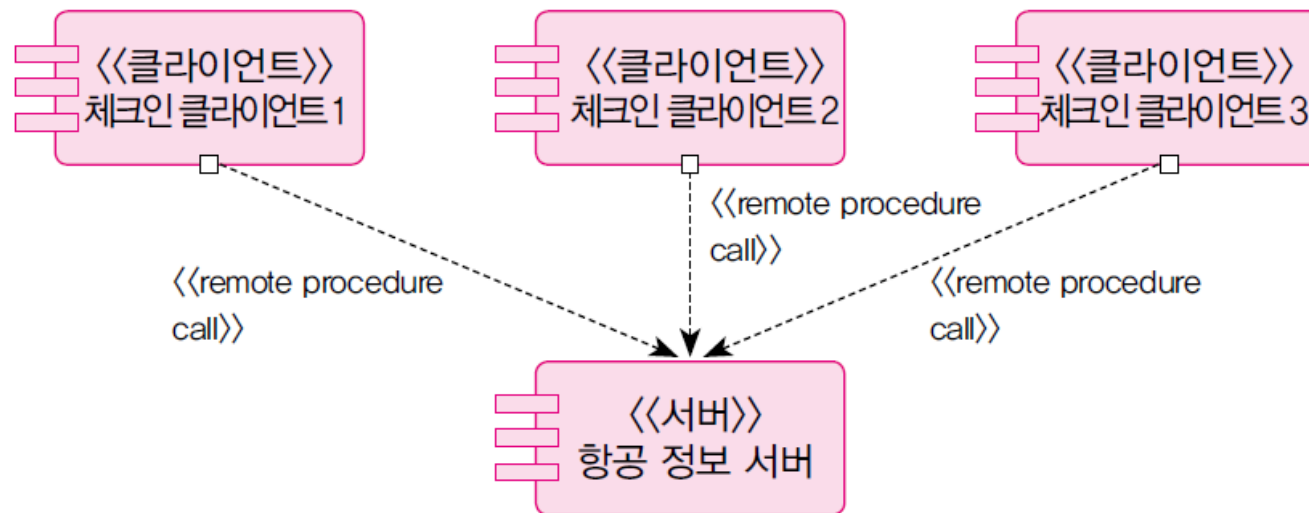 〈〈클라이언트〉〉
체크인 클라이언트1
〈〈클라이언트〉〉
체크인 클라이언트2
〈〈클라이언트〉〉
체크인 클라이언트3
〈〈remote procedure
call〉〉
〈〈remote procedure
call〉〉
〈〈remote procedure
call〉〉
〈〈서버〉〉
항공 정보 서버